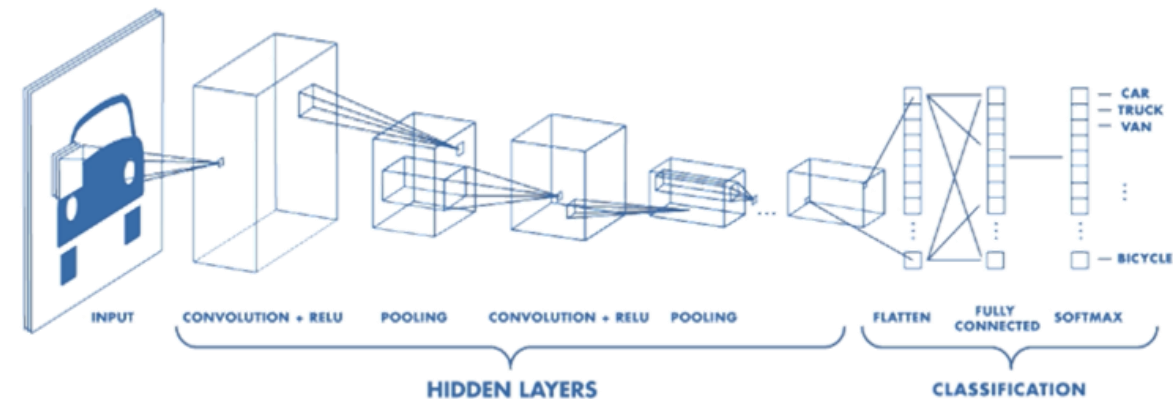 CAR
TRUCK
VAN
BICYCLE
INPUT
CONVOLUTION + RELU
POOLING
CONVOLUTION + RELU
POOLING
FLATTEN
FULLY
CONNECTED
SOFTMAX
HIDDEN LAYERS
CLASSIFICATION